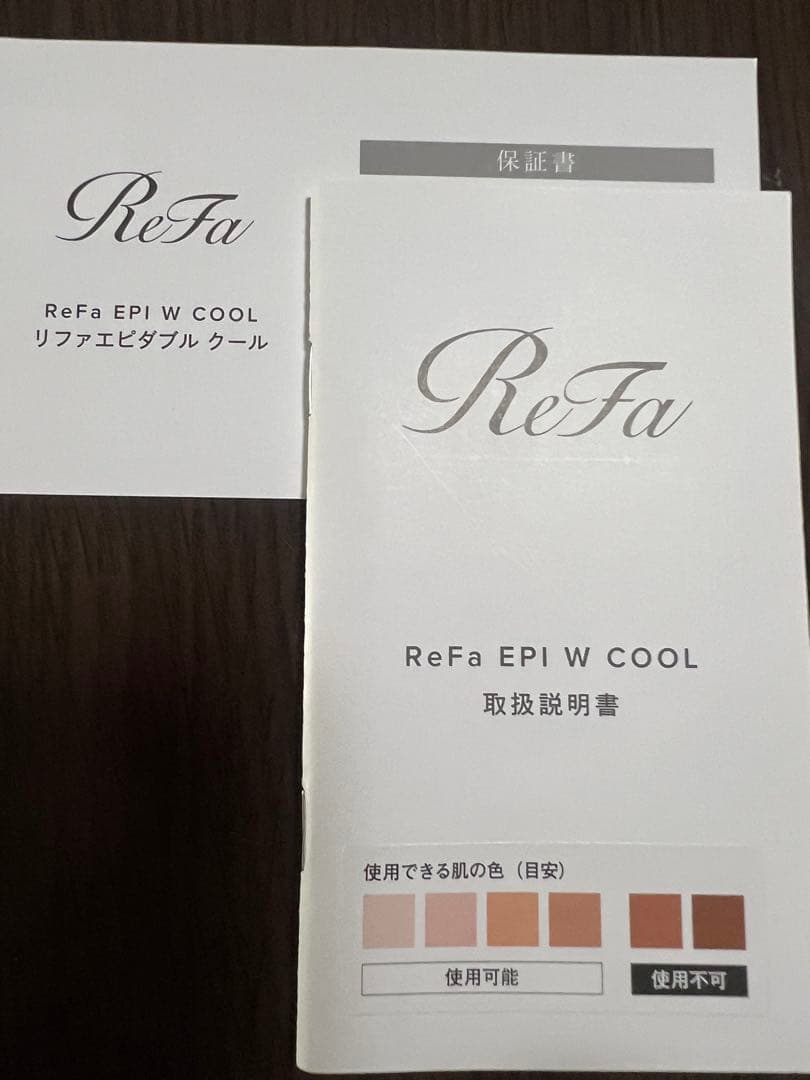 保証書
ReFa
ReFa EPI W COOL
リファエピダブル クール
ReFa
ReFa EPI W COOL
取扱説明書
使用できる肌の色（目安）
使用可能
使用不可